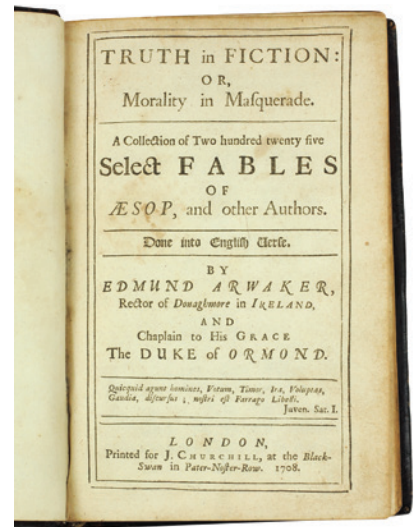 TRUTH in FICTION:
OR,
Morality in Maſquerade.
A Collection of Two hundred twenty five
Select FABLES
OF
ÆSOP, and other Authors.
Done into Engliſh Verſe.
BY
EDMUND ARWAKER,
Rector of Donaghmore in IRELAND,
AND
Chaplain to His GRACE
The DUKE of ORMOND.
Quicquid agunt homines, Votum, Timor, Ira, Voluptas,
Gaudia, diſcurſus ; noſtri eſt Farrago Libelli.
Juven. Sat. I.
LONDON,
Printed for J. CHURCHILL, at the Black-
Swan in Pater-Noſter-Row. 1708.